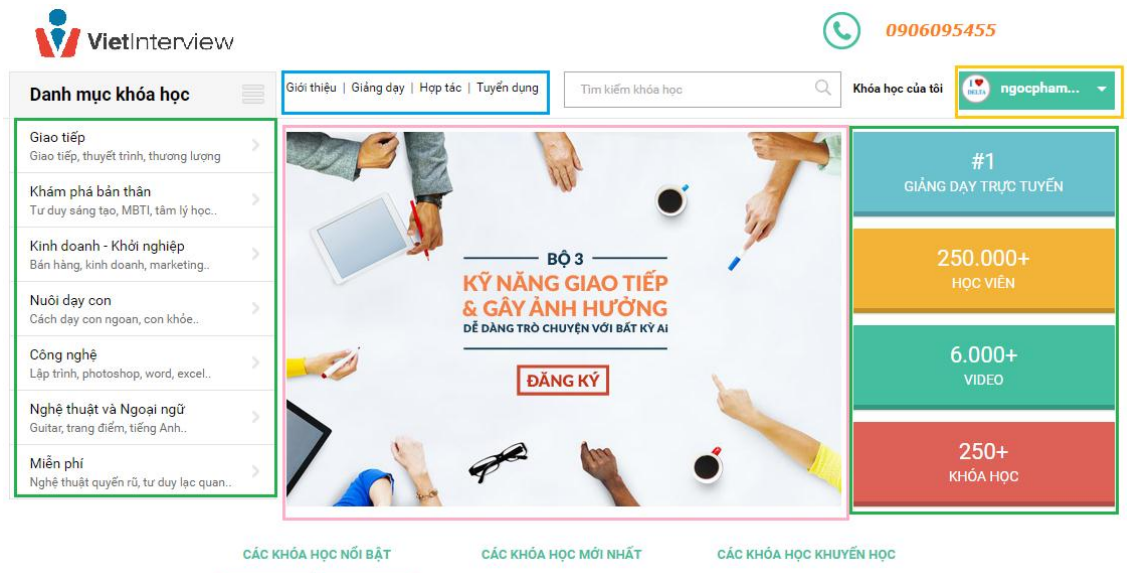 VietInterview
0906095455
Danh mục khóa học
Giới thiệu | Giảng dạy | Hợp tác | Tuyển dụng
Tìm kiếm khóa học
Khóa học của tôi
I ♥
DELTA
ngocpham...
Giao tiếp
Giao tiếp, thuyết trình, thương lượng
Khám phá bản thân
Tư duy sáng tạo, MBTI, tâm lý học..
Kinh doanh - Khởi nghiệp
Bán hàng, kinh doanh, marketing..
Nuôi dạy con
Cách dạy con ngoan, con khỏe..
Công nghệ
Lập trình, photoshop, word, excel..
Nghệ thuật và Ngoại ngữ
Guitar, trang điểm, tiếng Anh..
Miễn phí
Nghệ thuật quyến rũ, tư duy lạc quan..
BỘ 3
KỸ NĂNG GIAO TIẾP
& GÂY ẢNH HƯỞNG
DỄ DÀNG TRÒ CHUYỆN VỚI BẤT KỲ Ai
ĐĂNG KÝ
#1
GIẢNG DẠY TRỰC TUYẾN
250.000+
HỌC VIÊN
6.000+
VIDEO
250+
KHÓA HỌC
CÁC KHÓA HỌC NỔI BẬT
CÁC KHÓA HỌC MỚI NHẤT
CÁC KHÓA HỌC KHUYẾN HỌC